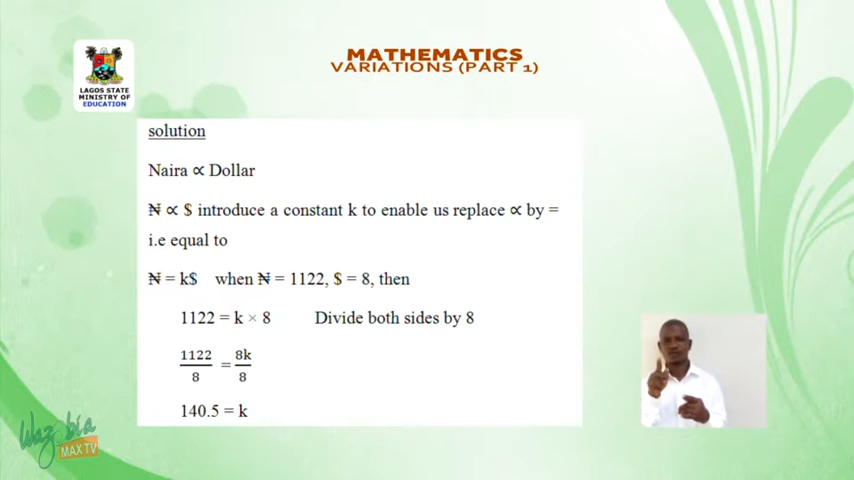 MATHEMATICS
VARIATIONS (PART 1)
LAGOS STATE
MINISTRY OF
EDUCATION
solution
Naira ∝ Dollar
₦ ∝ $ introduce a constant k to enable us replace ∝ by =
i.e equal to
₦ = k$ when ₦ = 1122, $ = 8, then
1122 = k × 8 Divide both sides by 8
1122/8 = 8k/8
140.5 = k
Wazobia
MAX TV